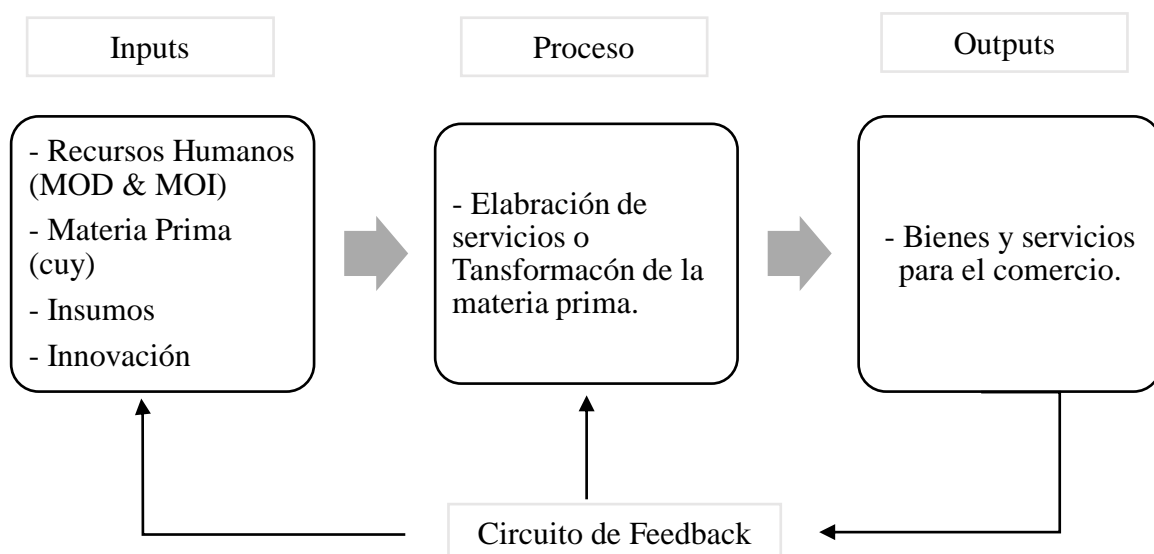 Inputs
Proceso
Outputs
- Recursos Humanos
(MOD & MOI)
- Materia Prima
(cuy)
- Insumos
- Innovación
- Elabración de
servicios o
Tansformacón de la
materia prima.
- Bienes y servicios
para el comercio.
Circuito de Feedback